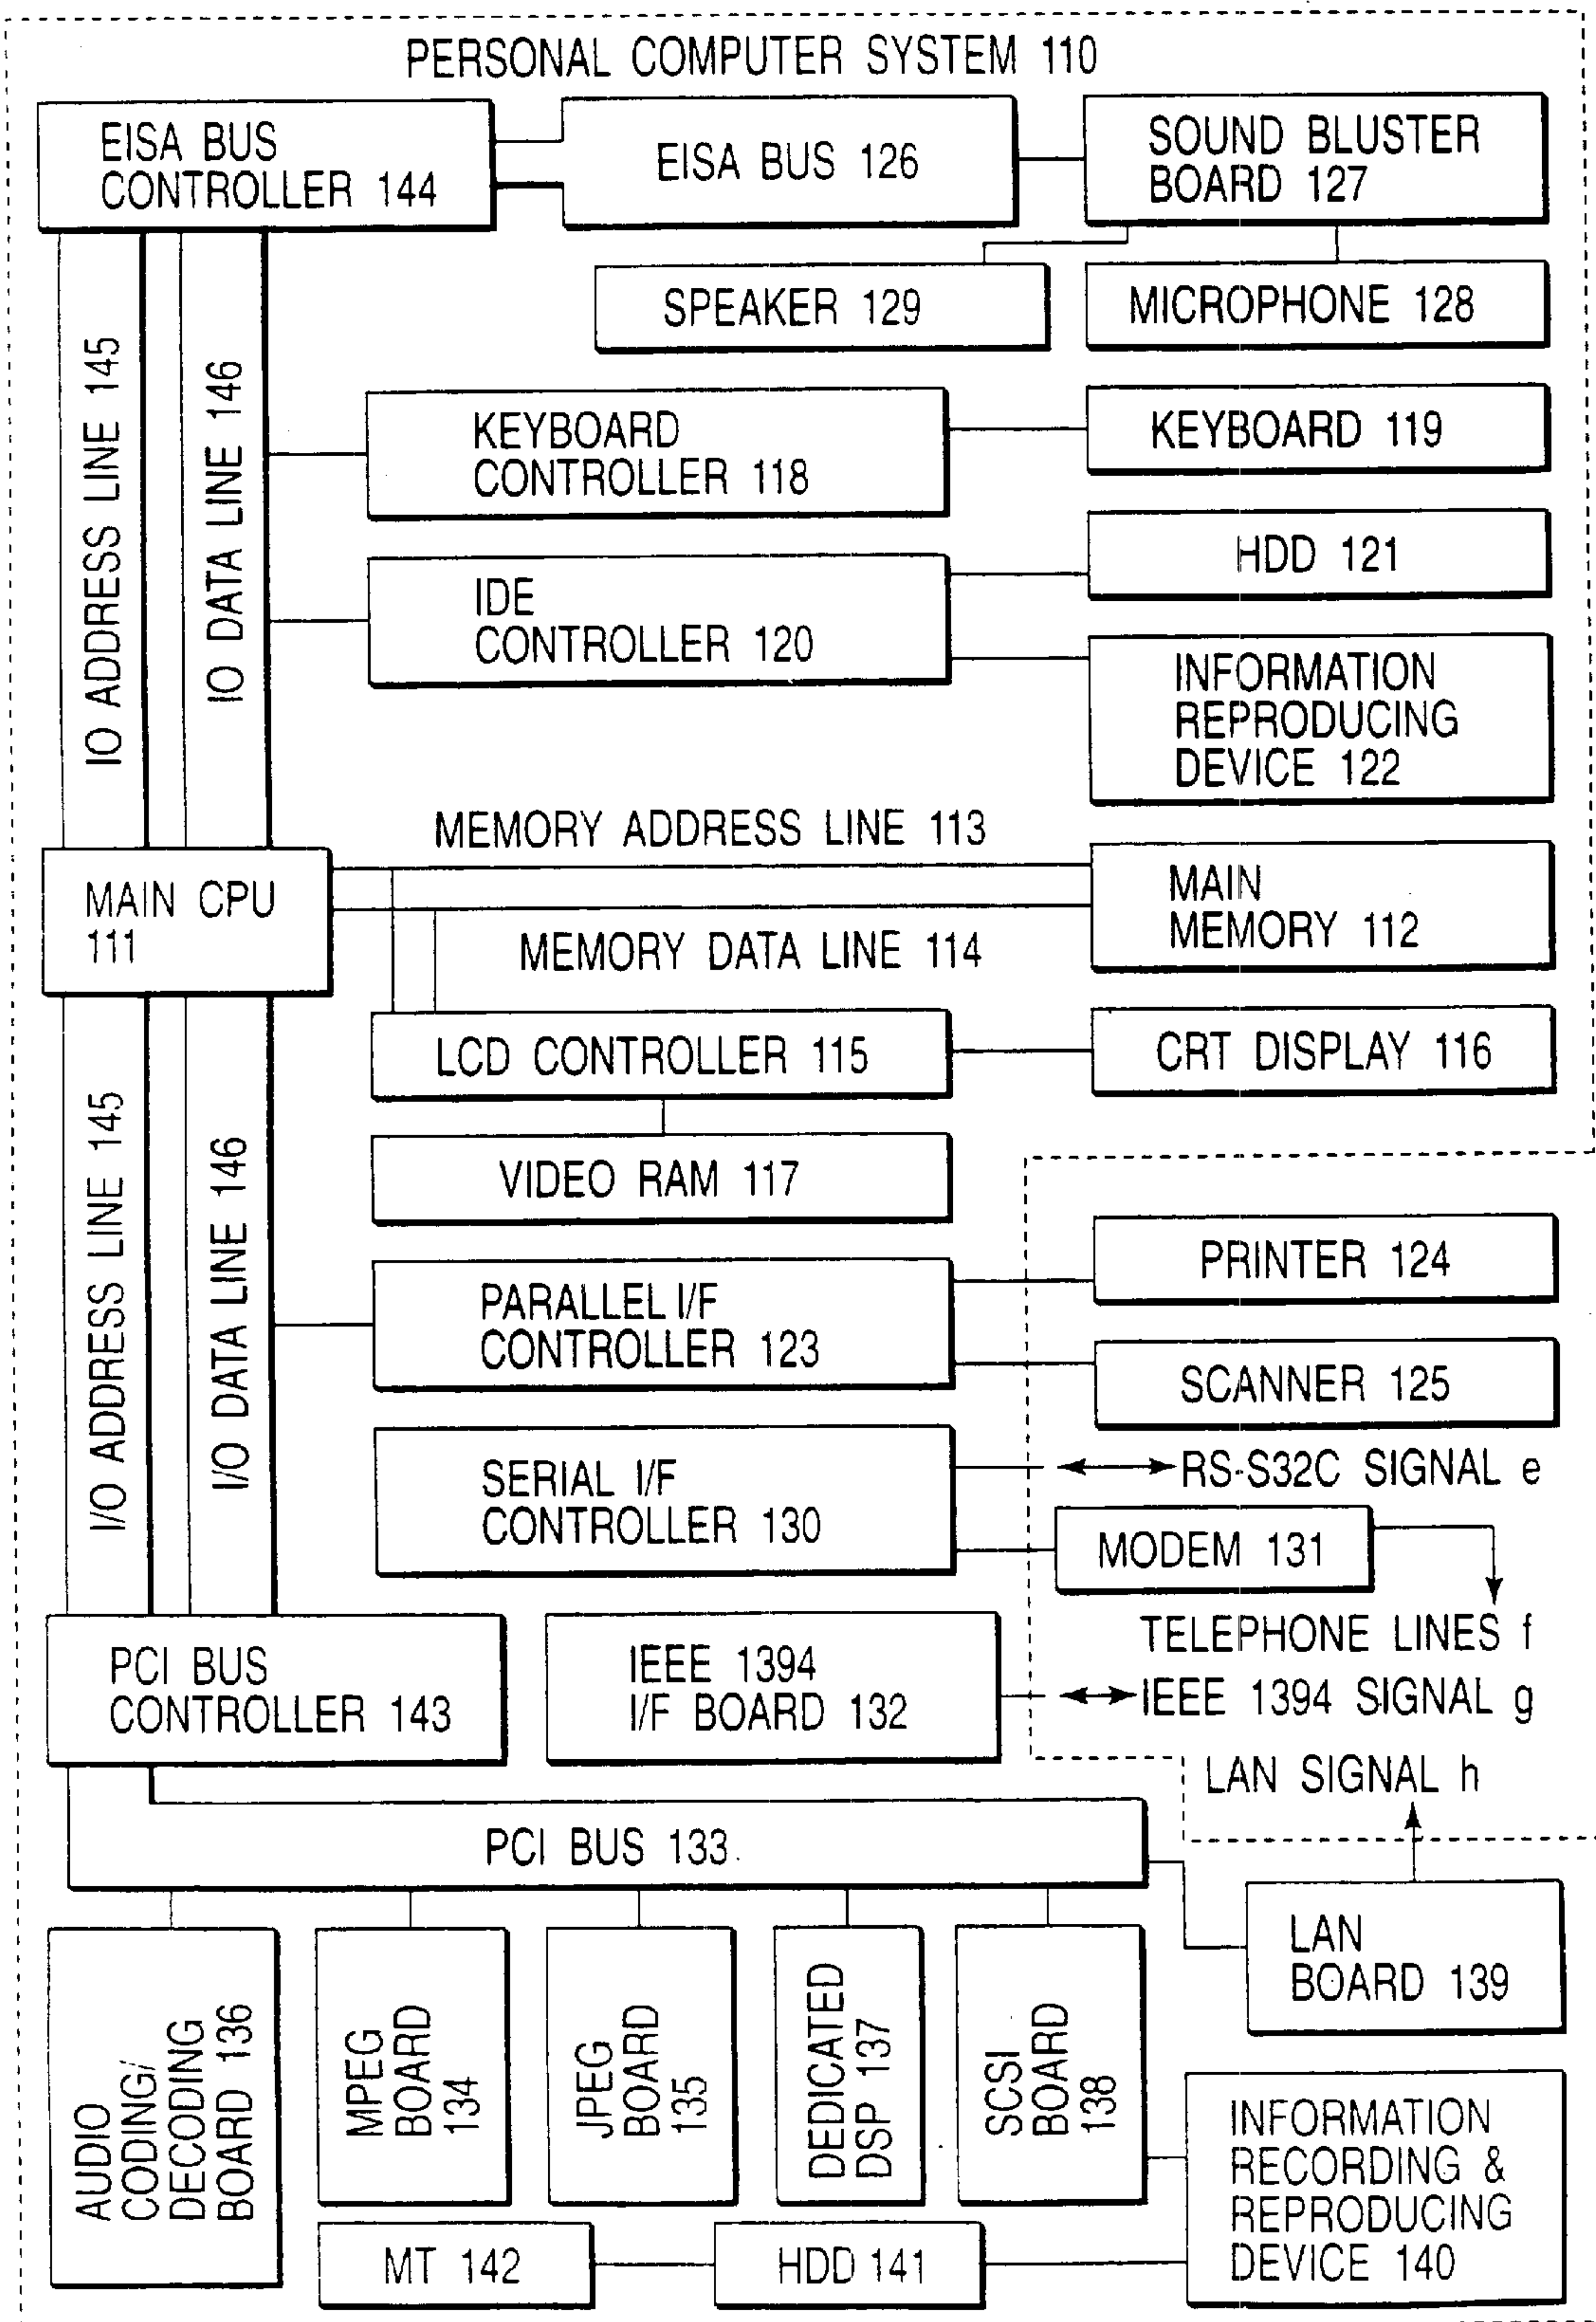 PERSONAL COMPUTER SYSTEM 110
EISA BUS
CONTROLLER 144
EISA BUS 126
SOUND BLUSTER
BOARD 127
SPEAKER 129
MICROPHONE 128
IO ADDRESS LINE 145
IO DATA LINE 146
KEYBOARD
CONTROLLER 118
KEYBOARD 119
IDE
CONTROLLER 120
HDD 121
INFORMATION
REPRODUCING
DEVICE 122
MEMORY ADDRESS LINE 113
MAIN CPU
111
MAIN
MEMORY 112
MEMORY DATA LINE 114
LCD CONTROLLER 115
CRT DISPLAY 116
VIDEO RAM 117
I/O ADDRESS LINE 145
I/O DATA LINE 146
PARALLEL I/F
CONTROLLER 123
PRINTER 124
SCANNER 125
SERIAL I/F
CONTROLLER 130
RS-S32C SIGNAL e
MODEM 131
TELEPHONE LINES f
PCI BUS
CONTROLLER 143
IEEE 1394
I/F BOARD 132
IEEE 1394 SIGNAL g
LAN SIGNAL h
PCI BUS 133
LAN
BOARD 139
AUDIO
CODING/
DECODING
BOARD 136
MPEG
BOARD
134
JPEG
BOARD
135
DEDICATED
DSP 137
SCSI
BOARD
138
INFORMATION
RECORDING &
REPRODUCING
DEVICE 140
MT 142
HDD 141